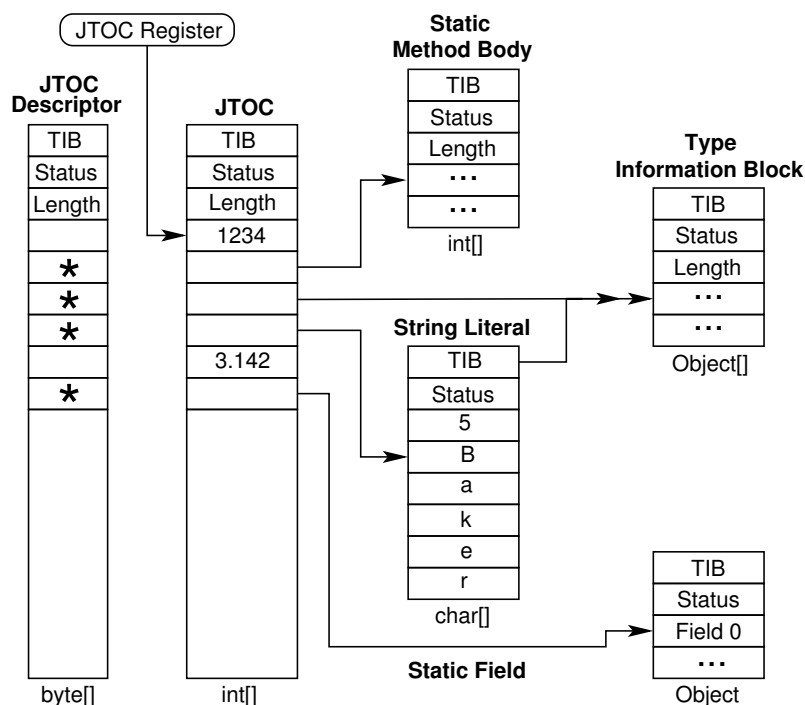 JTOC Register
JTOC
Descriptor
TIB
Status
Length
*
*
*
*
byte[]
JTOC
TIB
Status
Length
1234
3.142
int[]
Static
Method Body
TIB
Status
Length
...
...
int[]
String Literal
TIB
Status
5
B
a
k
e
r
char[]
Static Field
Type
Information Block
TIB
Status
Length
...
...
Object[]
TIB
Status
Field 0
...
Object